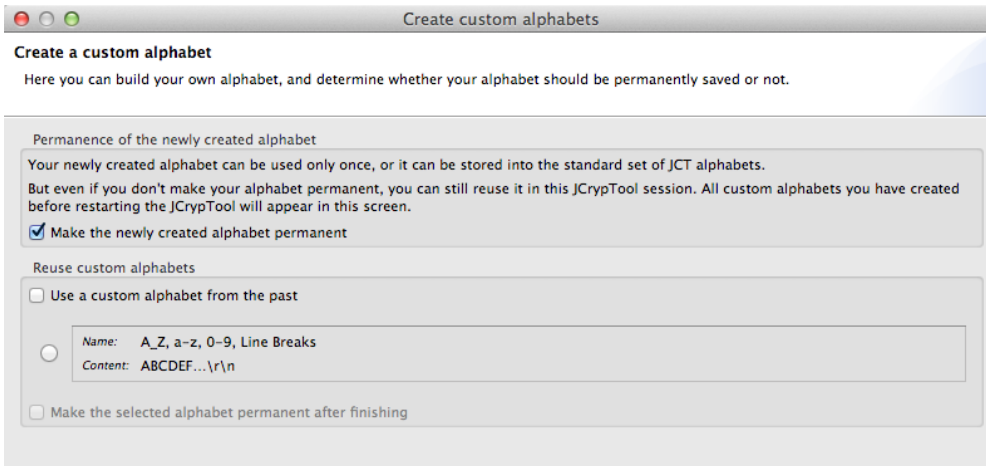 Create custom alphabets
Create a custom alphabet
Here you can build your own alphabet, and determine whether your alphabet should be permanently saved or not.
Permanence of the newly created alphabet
Your newly created alphabet can be used only once, or it can be stored into the standard set of JCT alphabets.
But even if you don't make your alphabet permanent, you can still reuse it in this JCrypTool session. All custom alphabets you have created
before restarting the JCrypTool will appear in this screen.
Make the newly created alphabet permanent
Reuse custom alphabets
Use a custom alphabet from the past
Name: A_Z, a-z, 0-9, Line Breaks
Content: ABCDEF...\r\n
Make the selected alphabet permanent after finishing